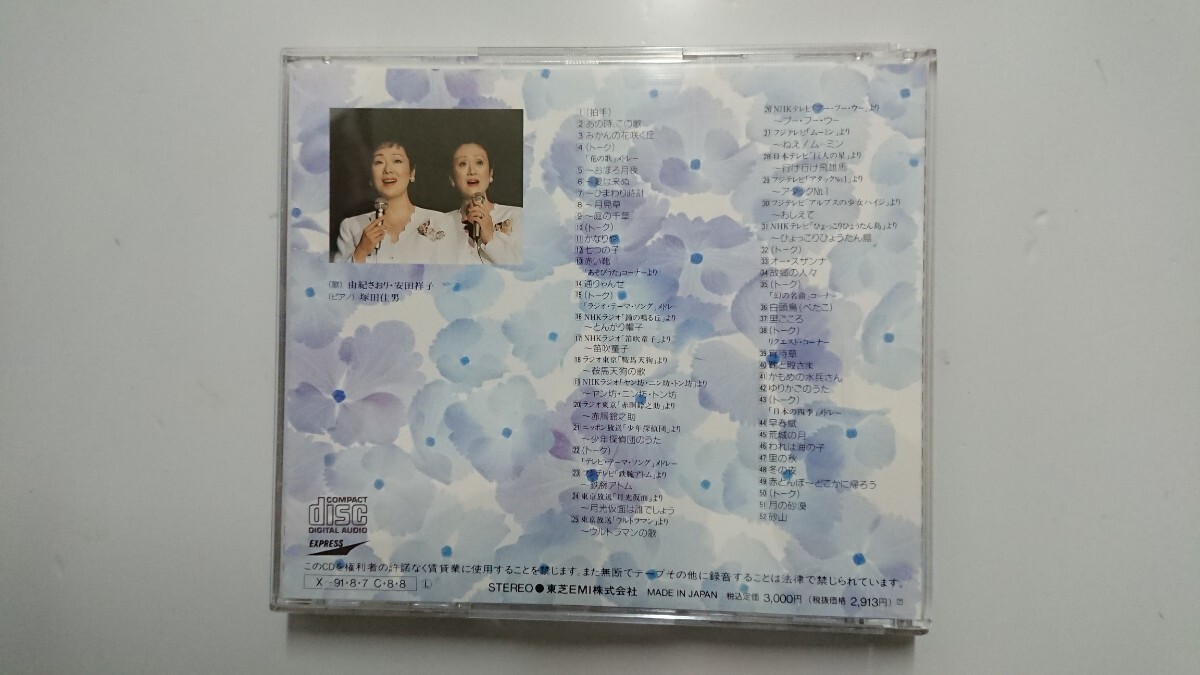 (歌) 由紀さおり・安田祥子
(ピアノ) 塚田佳男
1 (拍手)
2 あの時、この歌
3 みかんの花咲く丘
4 (トーク)
「花の歌」メドレー
5 〜おぼろ月夜
6 〜夏は来ぬ
7 〜ひまわり時計
8 〜月見草
9 〜庭の千草
10 (トーク)
11 かなりや
12 七つの子
13 赤い靴
「あそびうた」コーナーより
14 通りゃんせ
15 (トーク)
「ラジオ・テーマ・ソング」メドレー
16 NHKラジオ「鐘の鳴る丘」より
〜とんがり帽子
17 NHKラジオ「笛吹童子」より
〜笛吹童子
18 ラジオ東京「鞍馬天狗」より
〜鞍馬天狗の歌
19 NHKラジオ「ヤン坊・ニン坊・トン坊」より
〜ヤン坊・ニン坊・トン坊
20 ラジオ東京「赤胴鈴之助」より
〜赤胴鈴之助
21 ニッポン放送「少年探偵団」より
〜少年探偵団のうた
22 (トーク)
「テレビ・テーマ・ソング」メドレー
23 フジテレビ「鉄腕アトム」より
〜鉄腕アトム
24 東京放送「月光仮面」より
〜月光仮面は誰でしょう
25 東京放送「ウルトラマン」より
〜ウルトラマンの歌
26 NHKテレビ「ブー・フー・ウー」より
〜ブー・フー・ウー
27 フジテレビ「ムーミン」より
〜ねえ!ムーミン
28 日本テレビ「巨人の星」より
〜行け行け飛雄馬
29 フジテレビ「アタックNo.1」より
〜アタックNo.1
30 フジテレビ「アルプスの少女ハイジ」より
〜おしえて
31 NHKテレビ「ひょっこりひょうたん島」より
〜ひょっこりひょうたん島
32 (トーク)
33 オー・スザンナ
34 故郷の人々
35 (トーク)
「幻の名曲」コーナー
36 白頭鳥(ぺたこ)
37 里ごころ
38 (トーク)
リクエスト・コーナー
39 宵待草
40 鞠と殿さま
41 かもめの水兵さん
42 ゆりかごのうた
43 (トーク)
「日本の四季」メドレー
44 早春賦
45 荒城の月
46 われは海の子
47 里の秋
48 冬の夜
49 赤とんぼ〜どこかに帰ろう
50 (トーク)
51 月の砂漠
52 砂山
COMPACT
disc
DIGITAL AUDIO
EXPRESS
このCDを権利者の許諾なく賃貸業に使用することを禁じます。また無断でテープその他に録音することは法律で禁じられています。
X-91・8・7 C・8・8 Ⓛ
STEREO●東芝EMI株式会社 MADE IN JAPAN 税込定価 3,000円 (税抜価格 2,913円)